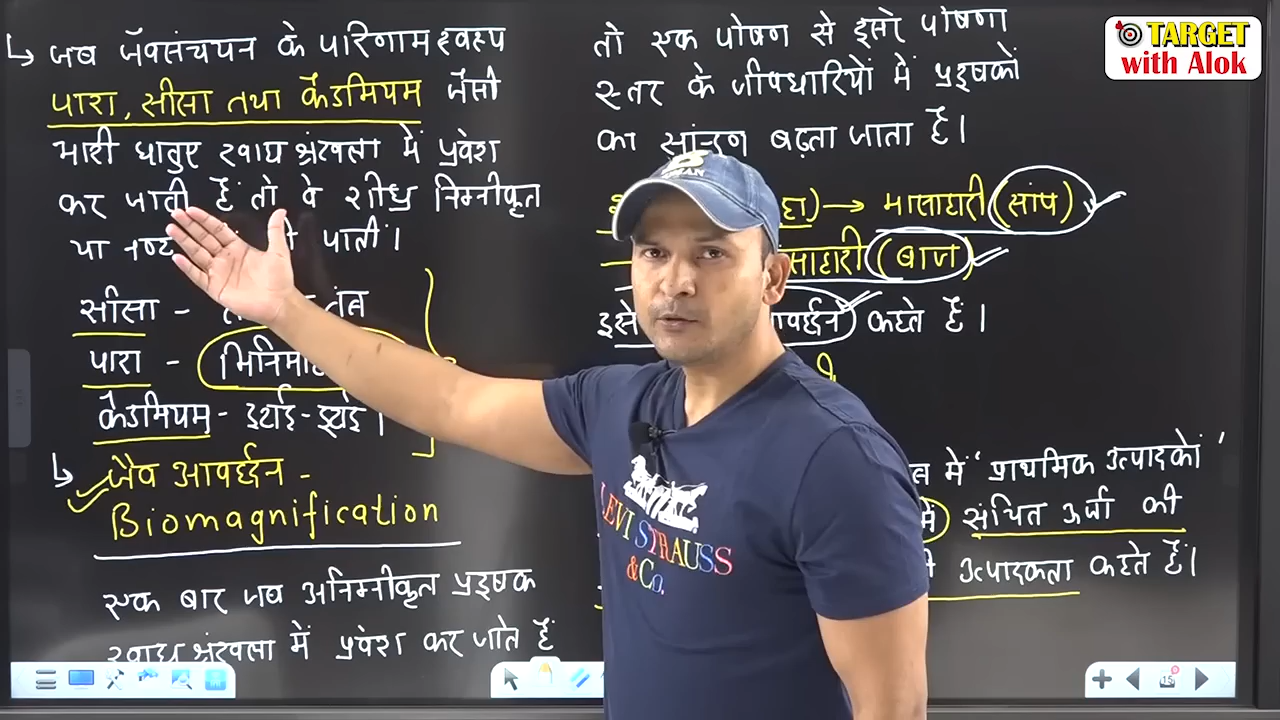 जब जैवसंचयन के परिणाम स्वरूप
पारा, सीसा तथा कैडमियम जैसी
भारी धातुए खाद्य श्रंखला में प्रवेश
कर जाती हैं तो वे शीघ्र निम्नीकृत
या नष्ट पाती।
सीसा -
पारा -
कैडमियम - इटाई-इटाई।
जैव आवर्द्धन -
Biomagnification
एक बार जब अनिम्नीकृत प्रदूषक
खाद्य श्रंखला में प्रवेश कर जाते हैं
तो एक पोषण से दूसरे पोषण
स्तर के जीवधारियों में प्रदूषकों
का सांन्द्रण बढ़ता जाता है।
→ मासाहारी (सांप)
(बाज)
कहते हैं।
में 'प्राथमिक उत्पादकों'
में) संचित ऊर्जा की
उत्पादकता कहते हैं।
TARGET
with Alok
LEVI STRAUSS
& Co.
15